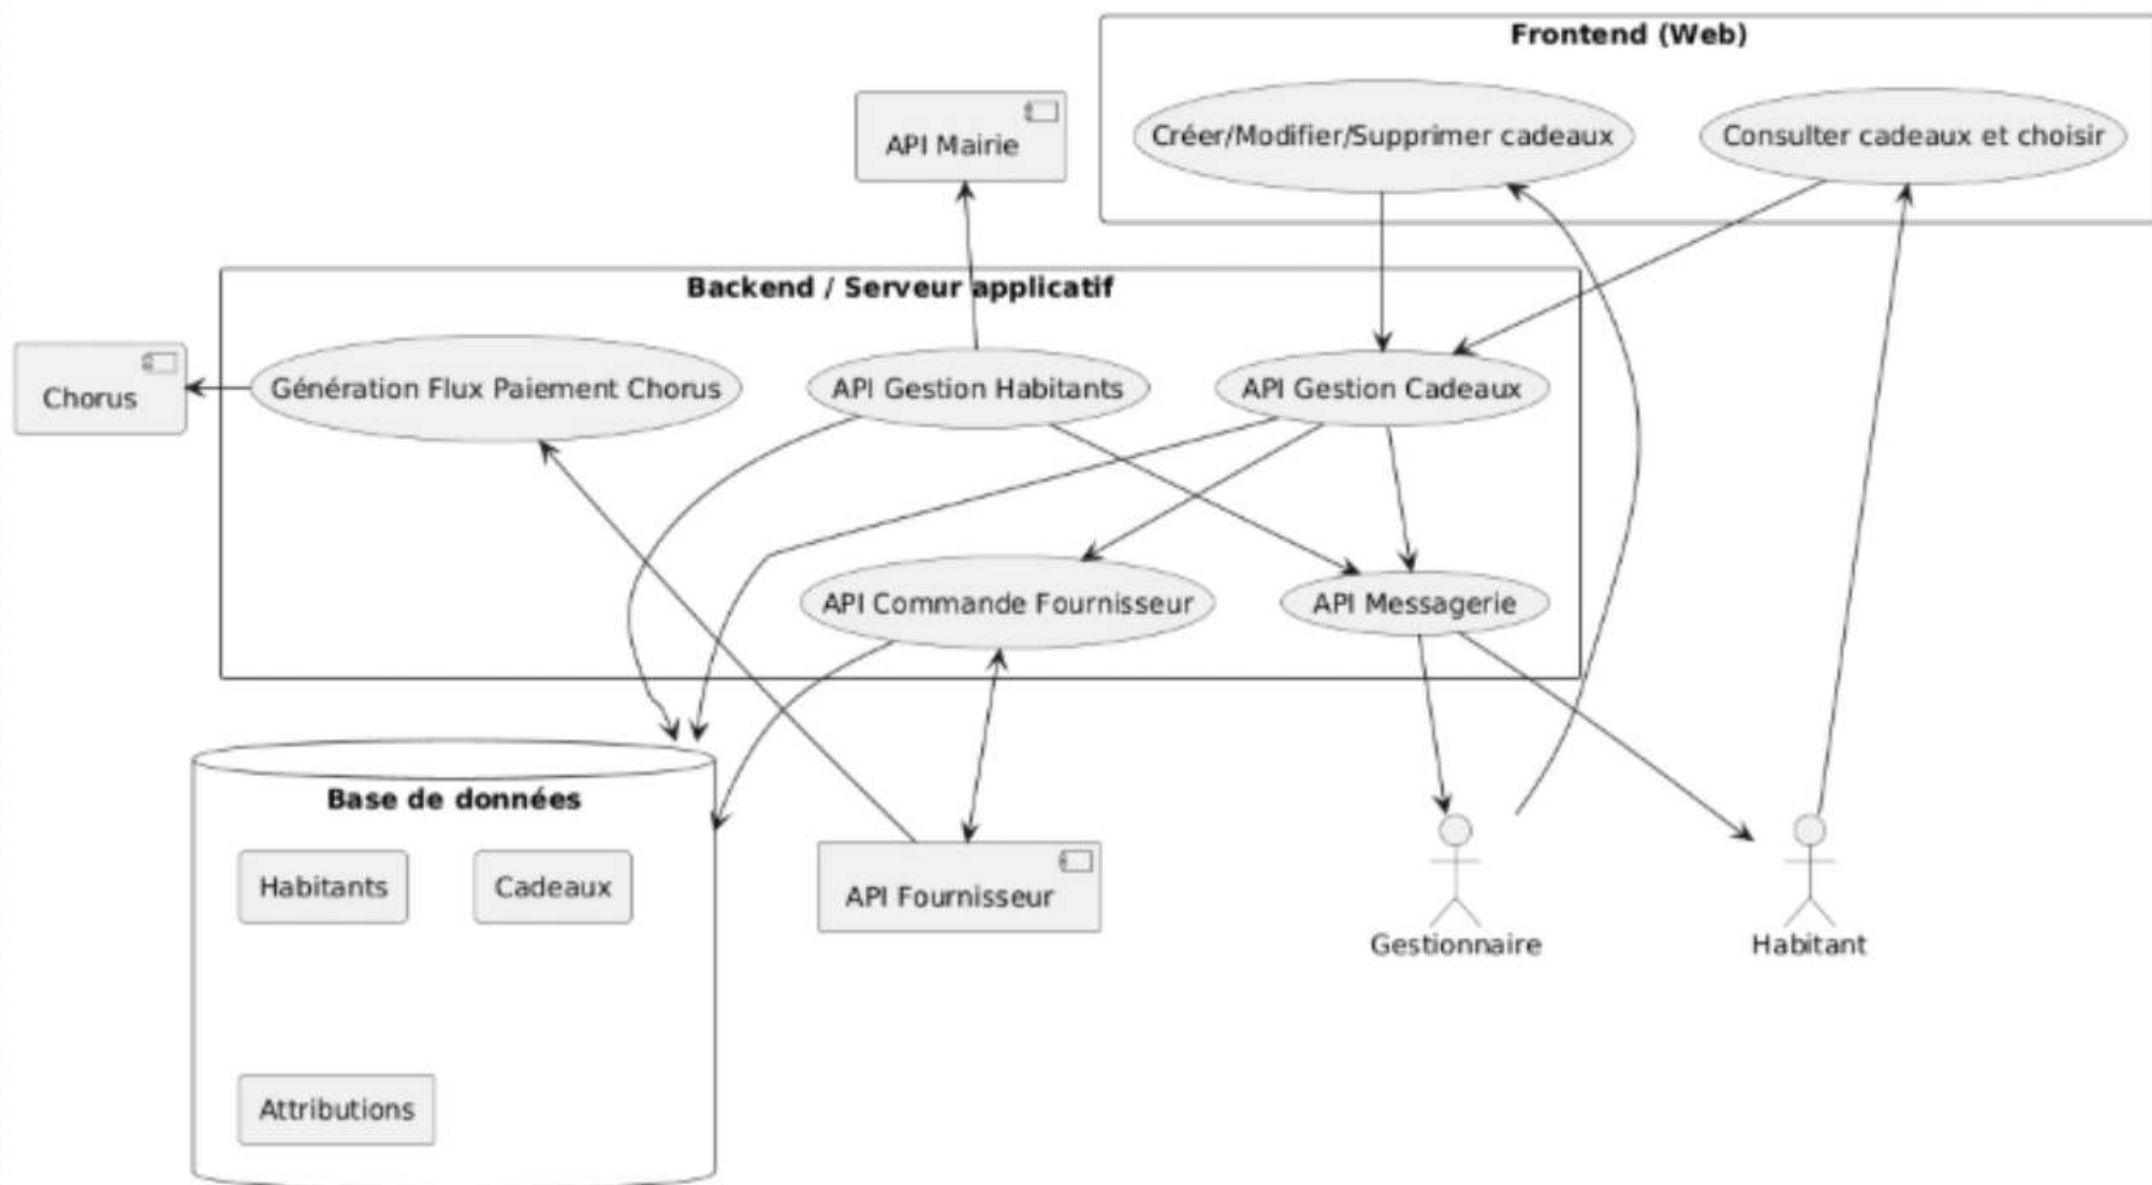 Frontend (Web)
Créer/Modifier/Supprimer cadeaux
Consulter cadeaux et choisir
API Mairie
Backend / Serveur applicatif
Chorus
Génération Flux Paiement Chorus
API Gestion Habitants
API Gestion Cadeaux
API Commande Fournisseur
API Messagerie
Base de données
Habitants
Cadeaux
API Fournisseur
Gestionnaire
Habitant
Attributions